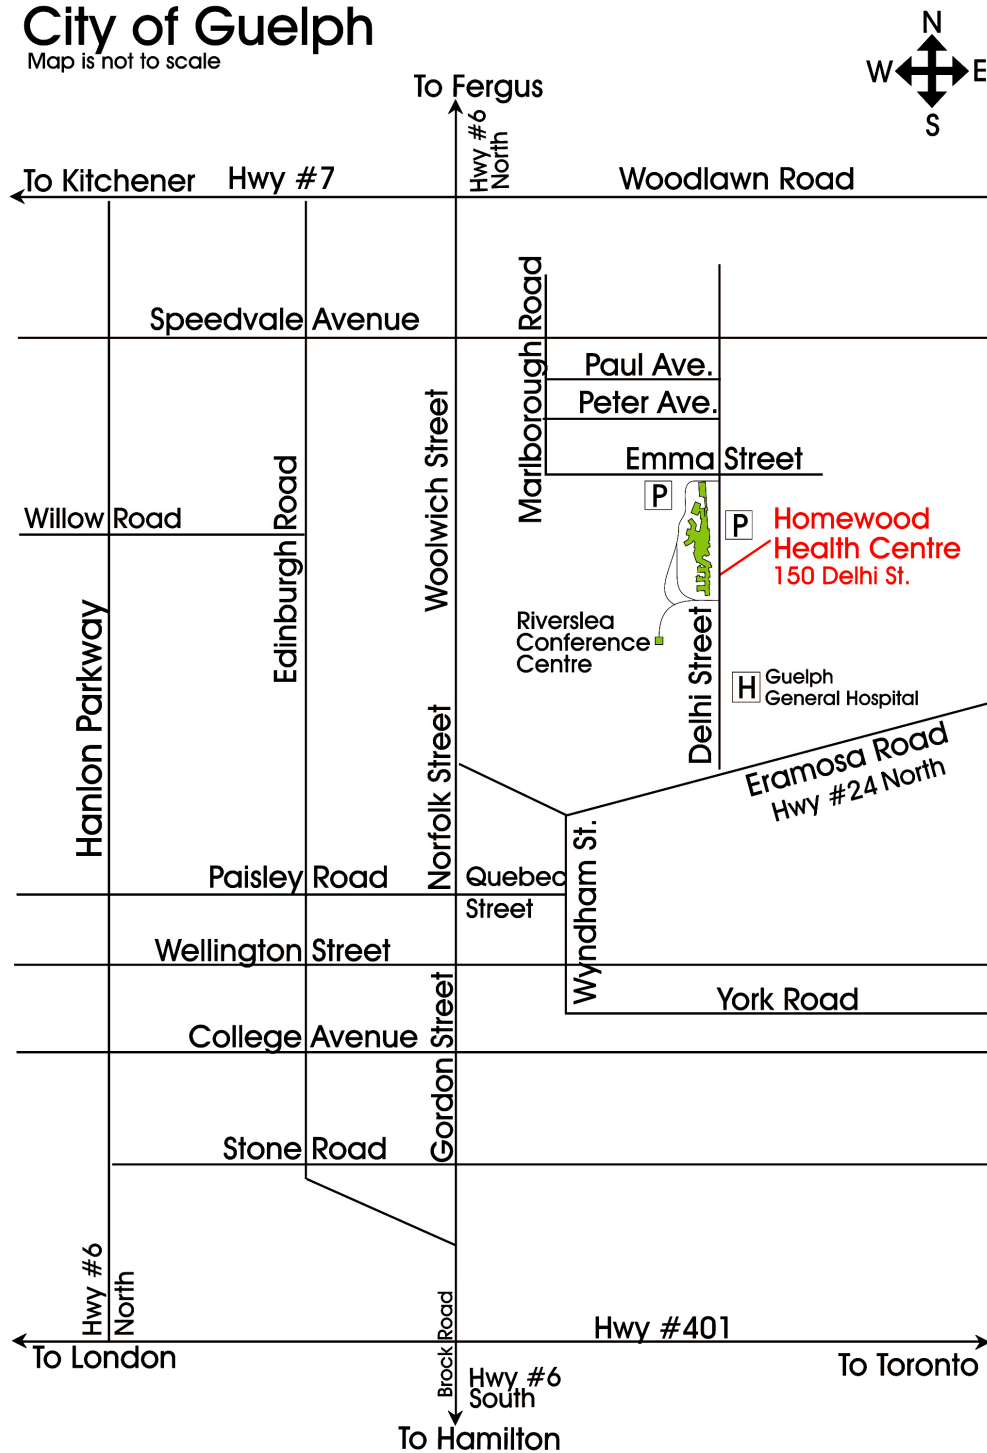 City of Guelph
Map is not to scale
N
W E
S
To Fergus
Hwy #6
North
To Kitchener Hwy #7
Woodlawn Road
Speedvale Avenue
Marlborough Road
Paul Ave.
Peter Ave.
Emma Street
Woolwich Street
Edinburgh Road
Willow Road
P
P
Homewood
Health Centre
150 Delhi St.
Riverslea
Conference
Centre
Delhi Street
H
Guelph
General Hospital
Hanlon Parkway
Norfolk Street
Eramosa Road
Hwy #24 North
Paisley Road
Quebec
Street
Wyndham St.
Wellington Street
York Road
College Avenue
Gordon Street
Stone Road
Hwy #6
North
Brock Road
Hwy #401
To London
To Toronto
Hwy #6
South
To Hamilton